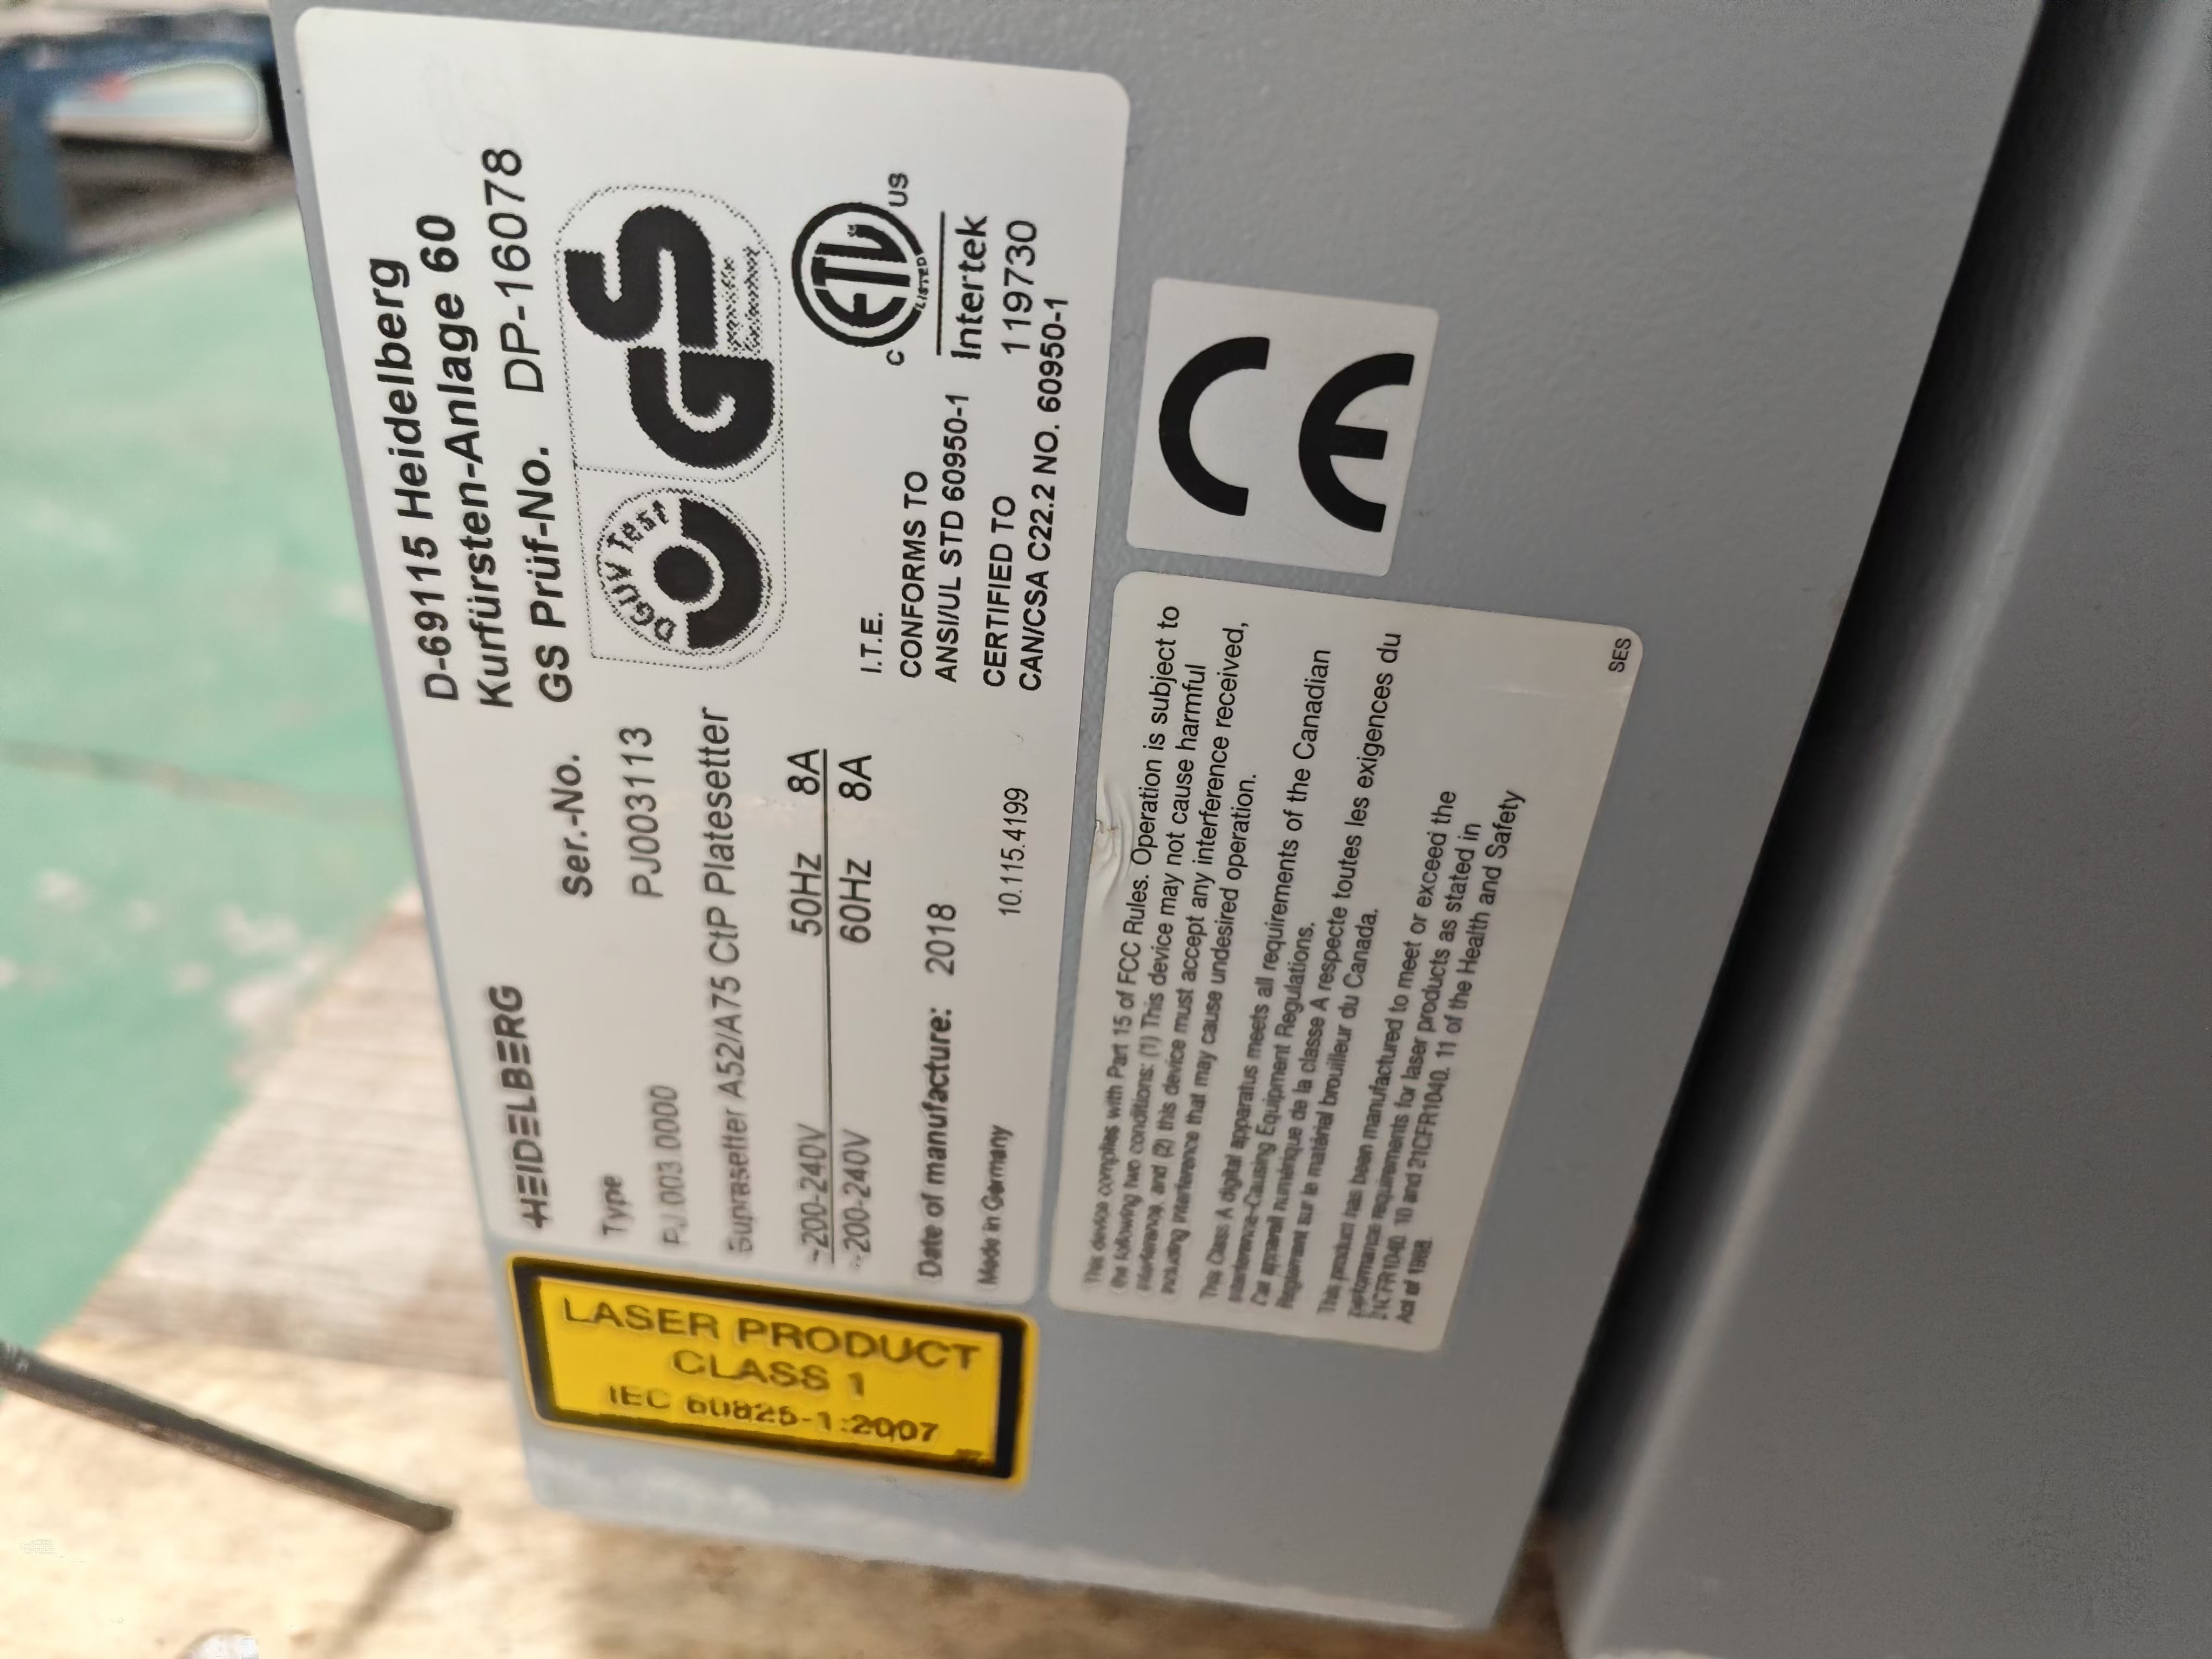 HEIDELBERG
D-69115 Heidelberg
Kurfürsten-Anlage 60
Type
Ser.-No.
GS Prüf-No. DP-16078
PJ 003 0000
PJ003113
Suprasetter A52/A75 CtP Platesetter
DGUV Test
GS
~200-240V 50Hz 8A
~200-240V 60Hz 8A
I.T.E.
CONFORMS TO
ANSI/UL STD 60950-1
CERTIFIED TO
CAN/CSA C22.2 NO. 60950-1
C ETL US
LISTED
Intertek
119730
Date of manufacture: 2018
Made in Germany
10.115.4199
LASER PRODUCT
CLASS 1
IEC 60825-1:2007
This device complies with Part 15 of FCC Rules. Operation is subject to
the following two conditions: (1) This device may not cause harmful
interference, and (2) this device must accept any interference received,
including interference that may cause undesired operation.
This Class A digital apparatus meets all requirements of the Canadian
Interference-Causing Equipment Regulations.
Cet appareil numérique de la classe A respecte toutes les exigences du
Règlement sur le matérial brouilleur du Canada.
This product has been manufactured to meet or exceed the
performance requirements for laser products as stated in
21CFR1040. 10 and 21CFR1040. 11 of the Health and Safety
Act of 1968.
SES
CE